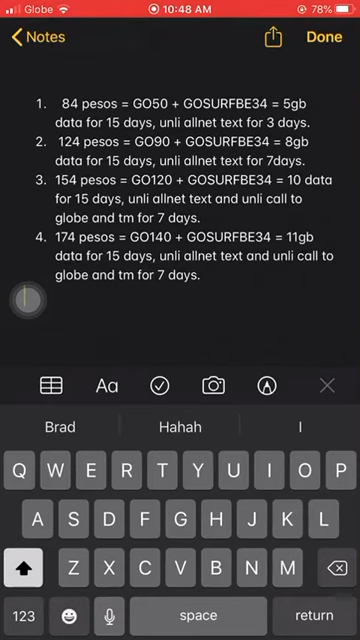 Globe 10:48 AM 78%
Notes Done
1. 84 pesos = GO50 + GOSURFBE34 = 5gb
data for 15 days, unli allnet text for 3 days.
2. 124 pesos = GO90 + GOSURFBE34 = 8gb
data for 15 days, unli allnet text for 7days.
3. 154 pesos = GO120 + GOSURFBE34 = 10 data
for 15 days, unli allnet text and unli call to
globe and tm for 7 days.
4. 174 pesos = GO140 + GOSURFBE34 = 11gb
data for 15 days, unli allnet text and unli call to
globe and tm for 7 days.
Aa
Brad Hahah I
Q W E R T Y U I O P
A S D F G H J K L
Z X C V B N M
123 space return